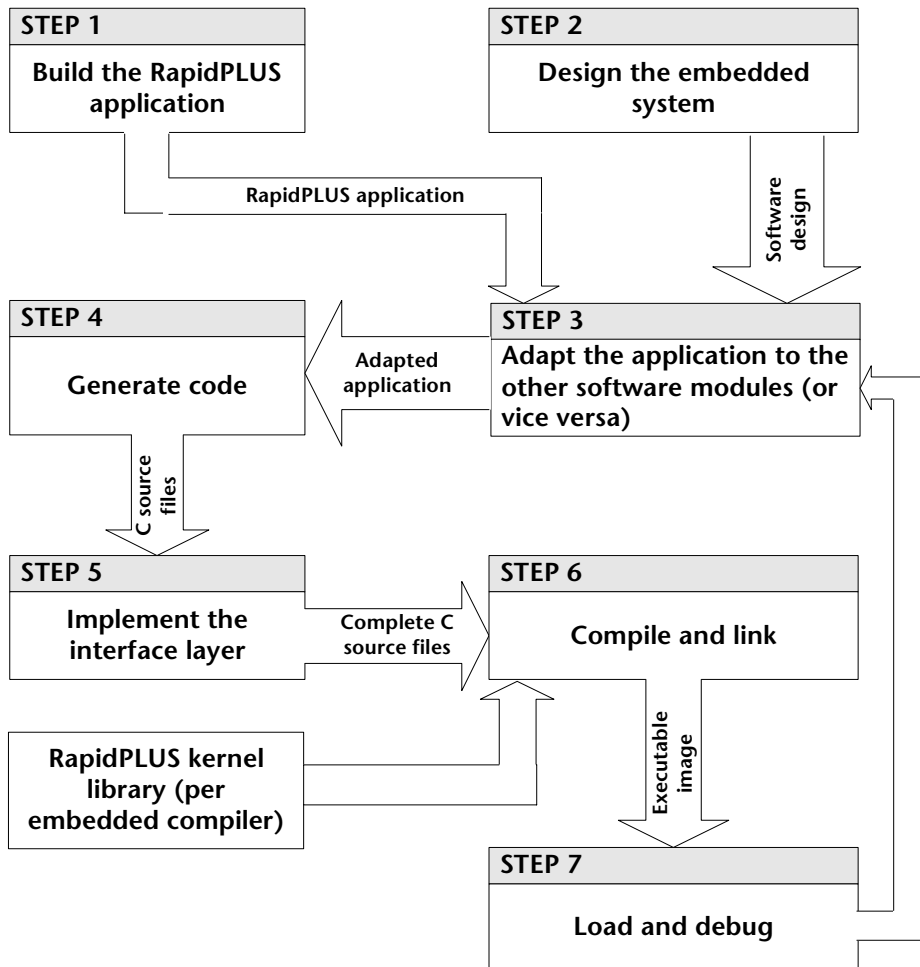 STEP 1
Build the RapidPLUS
application
STEP 2
Design the embedded
system
RapidPLUS application
Software
design
STEP 3
Adapt the application to the
other software modules (or
vice versa)
Adapted
application
STEP 4
Generate code
C source
files
STEP 5
Implement the
interface layer
Complete C
source files
STEP 6
Compile and link
RapidPLUS kernel
library (per
embedded compiler)
Executable
image
STEP 7
Load and debug